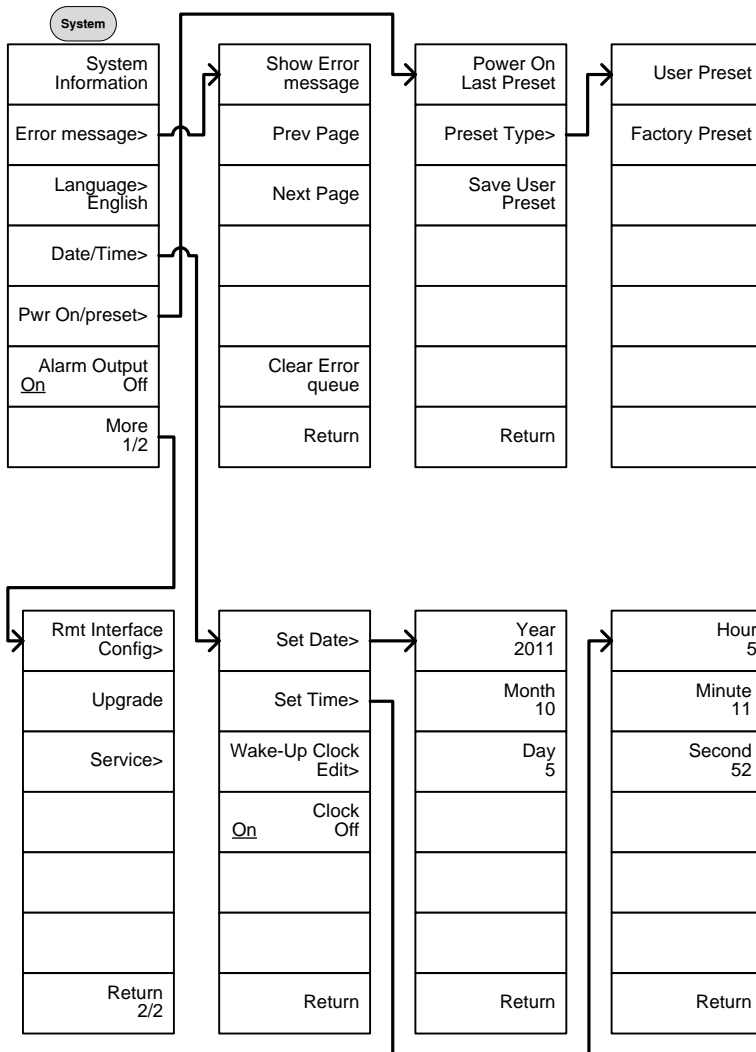 System
System
Information
Error message>
Language>
English
Date/Time>
Pwr On/preset>
Alarm Output
On Off
More
1/2
Show Error
message
Prev Page
Next Page
Clear Error
queue
Return
Power On
Last Preset
Preset Type>
Save User
Preset
Return
User Preset
Factory Preset
Rmt Interface
Config>
Upgrade
Service>
Return
2/2
Set Date>
Set Time>
Wake-Up Clock
Edit>
Clock
On Off
Return
Year
2011
Month
10
Day
5
Return
Hour
5
Minute
11
Second
52
Return